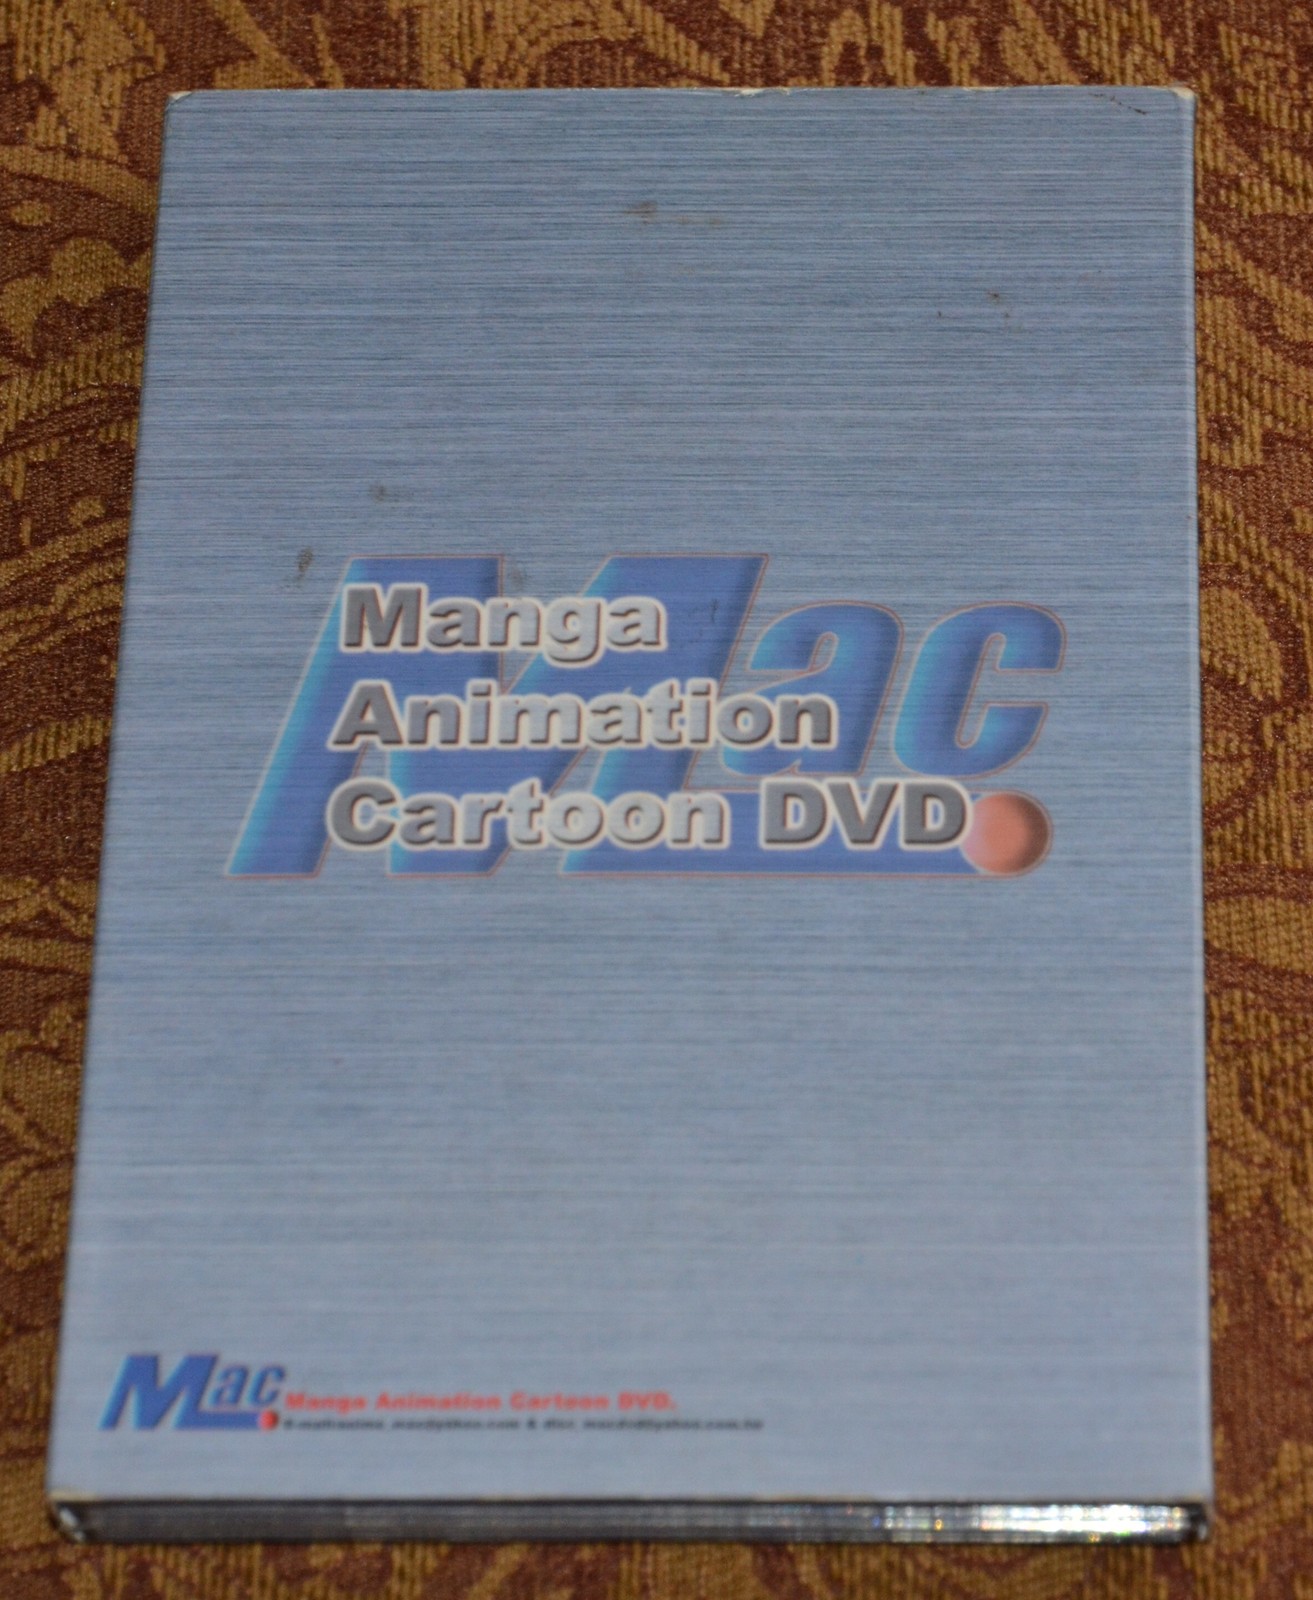 Mac
Manga
Animation
Cartoon DVD
Mac
Manga Animation Cartoon DVD.